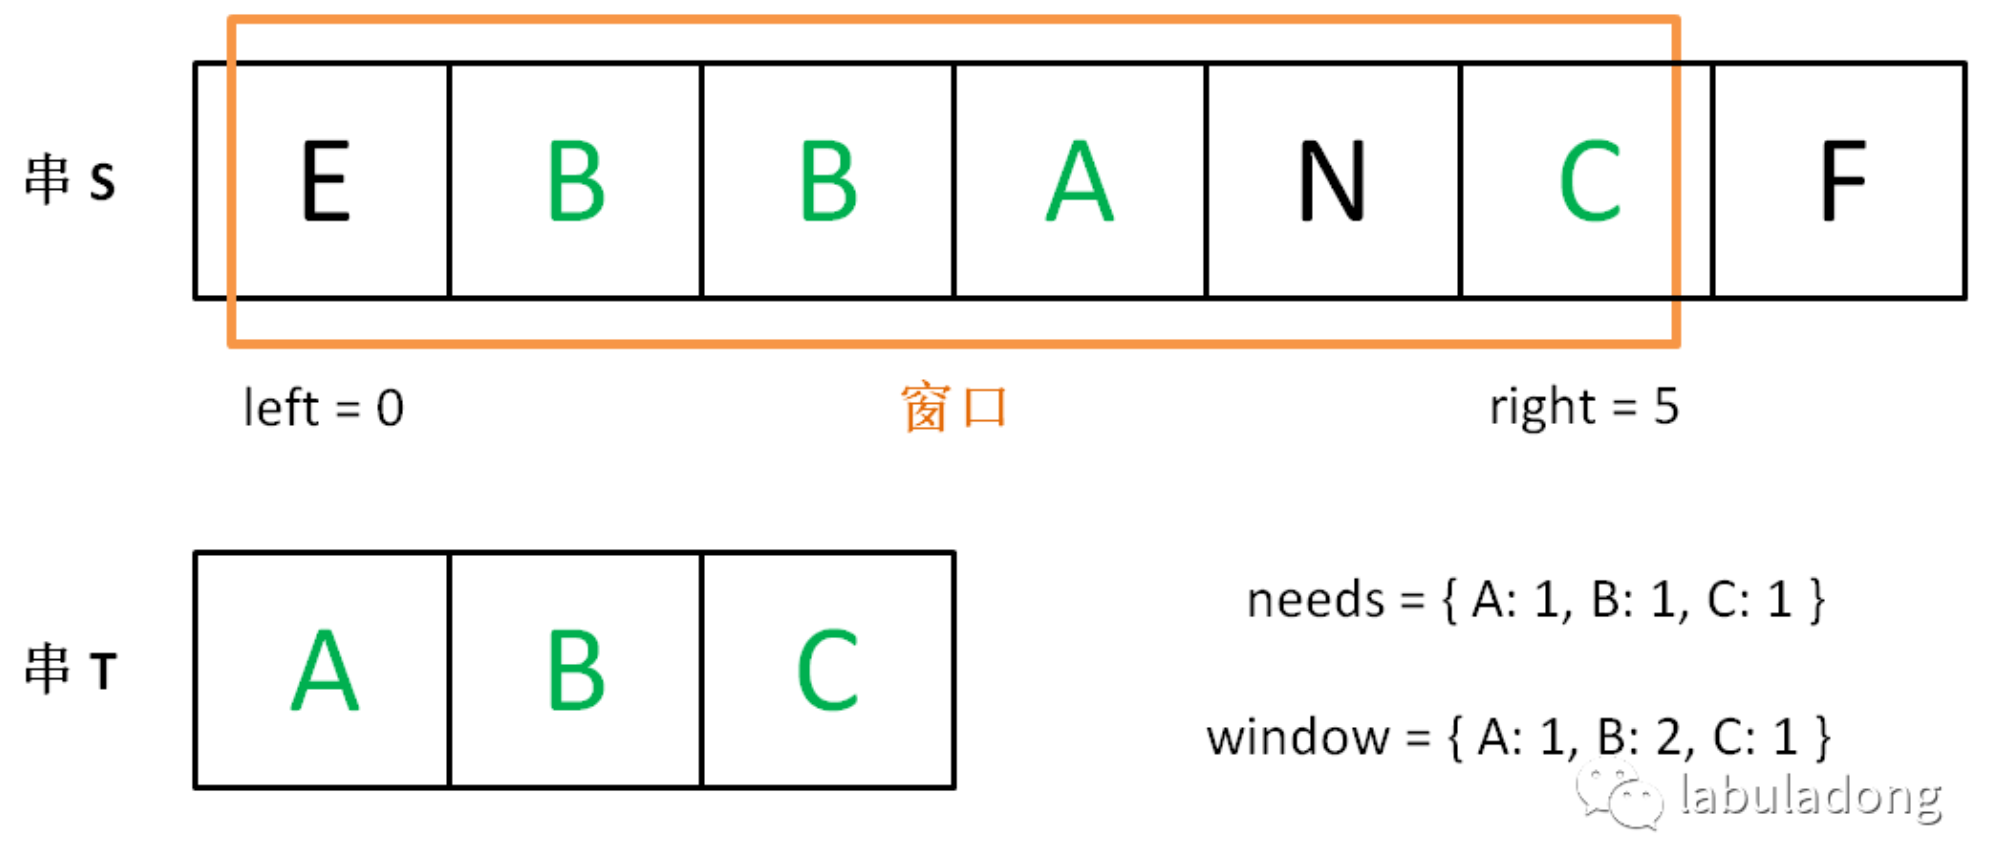 串 S
E B B A N C F
left = 0
窗口
right = 5
串 T
A B C
needs = { A: 1, B: 1, C: 1 }
window = { A: 1, B: 2, C: 1 }
labuladong